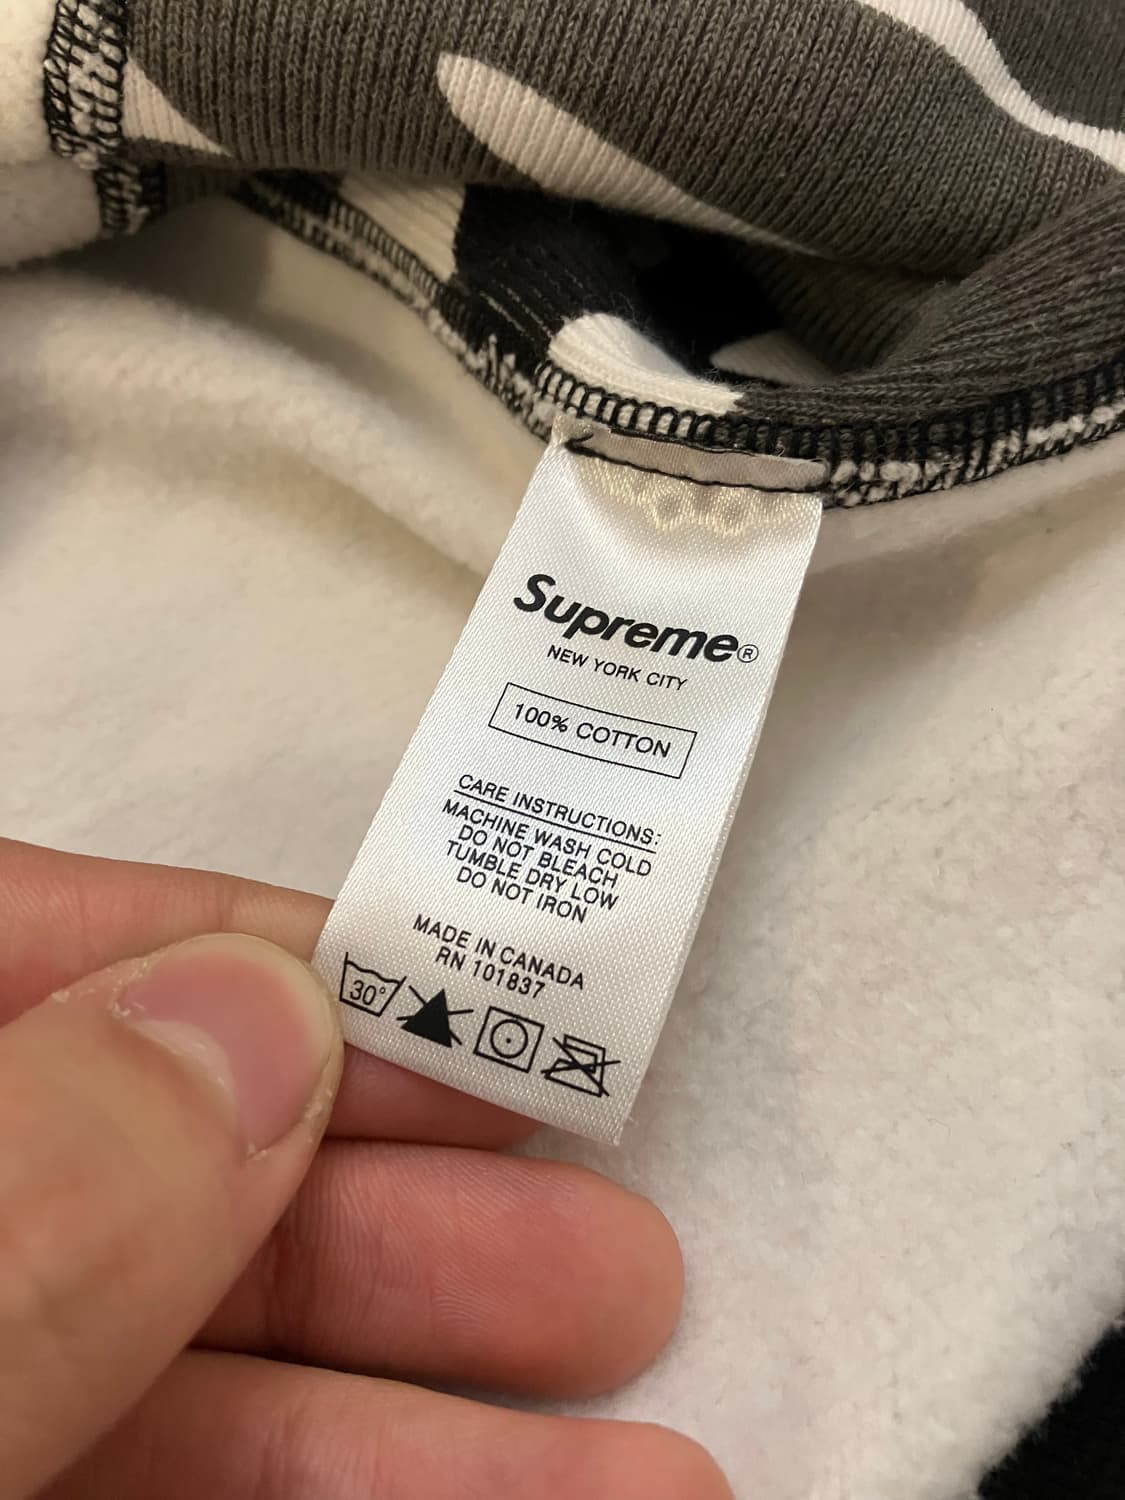 Supreme®
NEW YORK CITY
100% COTTON
CARE INSTRUCTIONS:
MACHINE WASH COLD
DO NOT BLEACH
TUMBLE DRY LOW
DO NOT IRON
MADE IN CANADA
RN 101837
30°